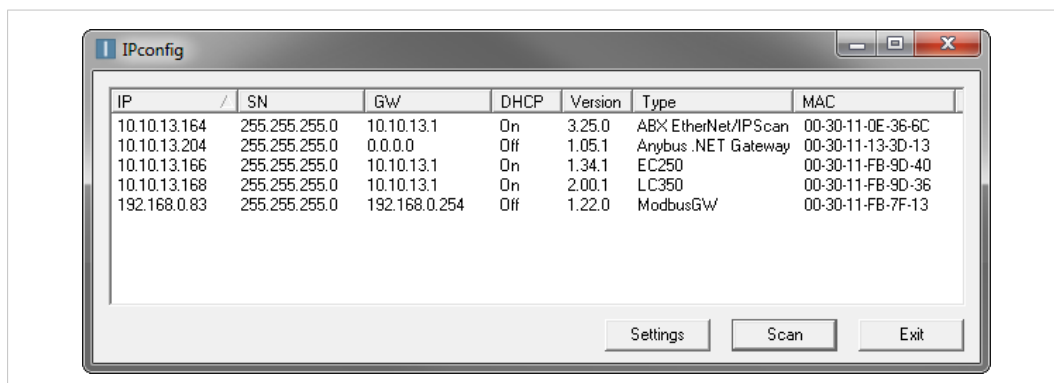 IPconfig
IP / SN GW DHCP Version Type MAC
10.10.13.164 255.255.255.0 10.10.13.1 On 3.25.0 ABX EtherNet/IPScan 00-30-11-0E-36-6C
10.10.13.204 255.255.255.0 0.0.0.0 Off 1.05.1 Anybus .NET Gateway 00-30-11-13-3D-13
10.10.13.166 255.255.255.0 10.10.13.1 On 1.34.1 EC250 00-30-11-FB-9D-40
10.10.13.168 255.255.255.0 10.10.13.1 On 2.00.1 LC350 00-30-11-FB-9D-36
192.168.0.83 255.255.255.0 192.168.0.254 Off 1.22.0 ModbusGW 00-30-11-FB-7F-13
Settings Scan Exit